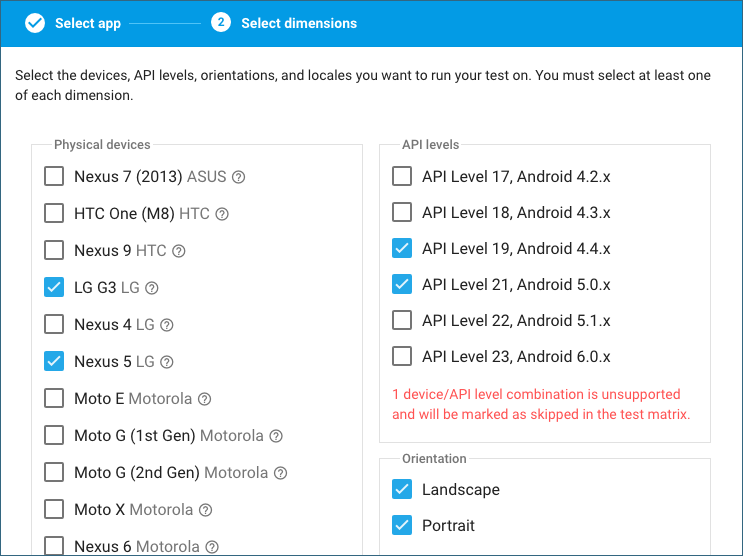 Select app
2 Select dimensions
Select the devices, API levels, orientations, and locales you want to run your test on. You must select at least one
of each dimension.
Physical devices
Nexus 7 (2013) ASUS ?
HTC One (M8) HTC ?
Nexus 9 HTC ?
LG G3 LG ?
Nexus 4 LG ?
Nexus 5 LG ?
Moto E Motorola ?
Moto G (1st Gen) Motorola ?
Moto G (2nd Gen) Motorola ?
Moto X Motorola ?
Nexus 6 Motorola ?
API levels
API Level 17, Android 4.2.x
API Level 18, Android 4.3.x
API Level 19, Android 4.4.x
API Level 21, Android 5.0.x
API Level 22, Android 5.1.x
API Level 23, Android 6.0.x
1 device/API level combination is unsupported
and will be marked as skipped in the test matrix.
Orientation
Landscape
Portrait